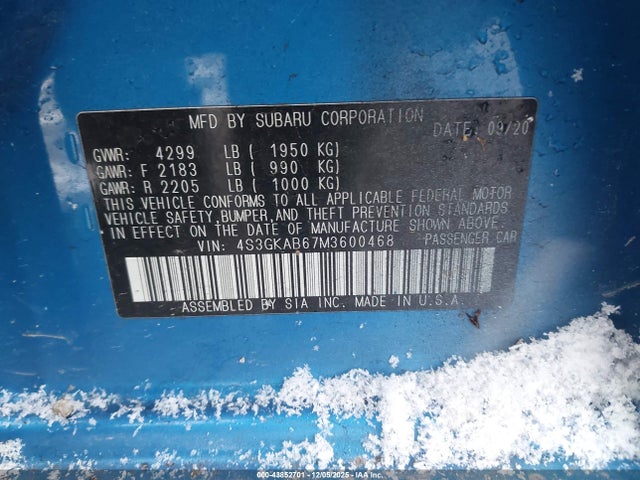 MFD BY SUBARU CORPORATION
DATE: 09/20
GVWR: 4299 LB ( 1950 KG)
GAWR: F 2183 LB ( 990 KG)
GAWR: R 2205 LB ( 1000 KG)
THIS VEHICLE CONFORMS TO ALL APPLICABLE FEDERAL MOTOR
VEHICLE SAFETY, BUMPER, AND THEFT PREVENTION STANDARDS
IN EFFECT ON THE DATE OF MANUFACTURE SHOWN ABOVE.
VIN: 4S3GKAB67M3600468 PASSENGER CAR
ASSEMBLED BY SIA INC. MADE IN U.S.A.
000-43852701 - 12/05/2025 - IAAI.COM